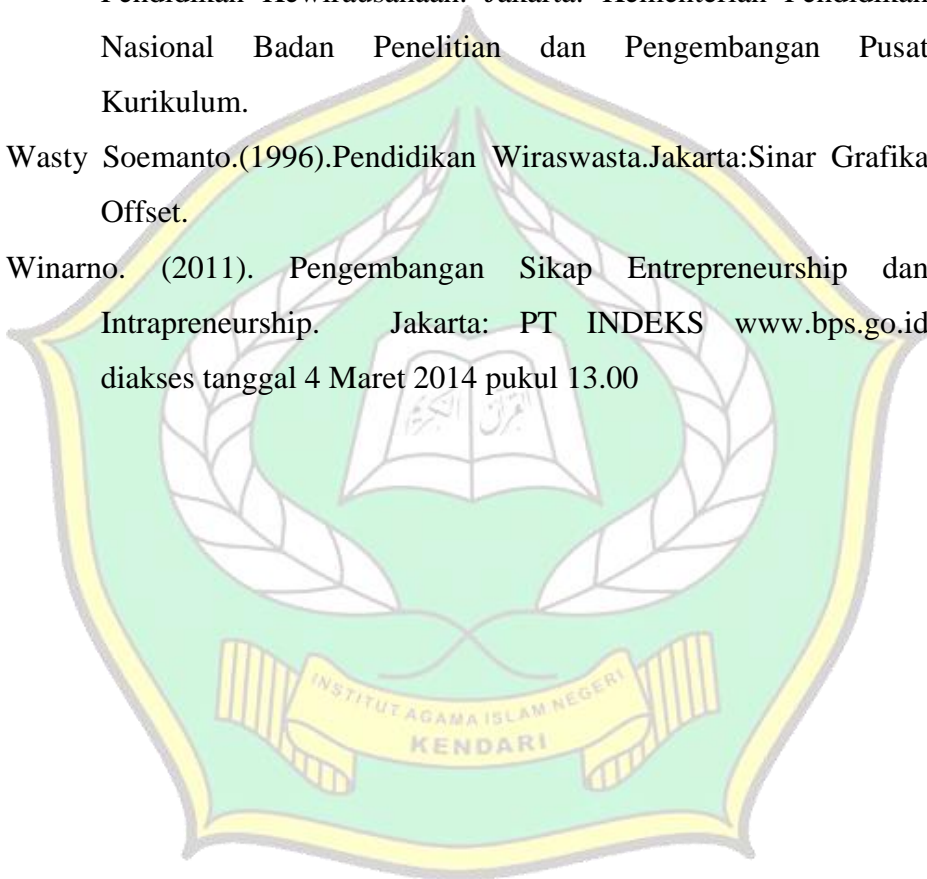 Pendidikan Kewirausahaan. Jakarta: Kementerian Pendidikan
Nasional Badan Penelitian dan Pengembangan Pusat
Kurikulum.
Wasty Soemanto.(1996).Pendidikan Wiraswasta.Jakarta:Sinar Grafika
Offset.
Winarno. (2011). Pengembangan Sikap Entrepreneurship dan
Intrapreneurship. Jakarta: PT INDEKS www.bps.go.id
diakses tanggal 4 Maret 2014 pukul 13.00
القرآن الكريم
INSTITUT AGAMA ISLAM NEGERI
KENDARI